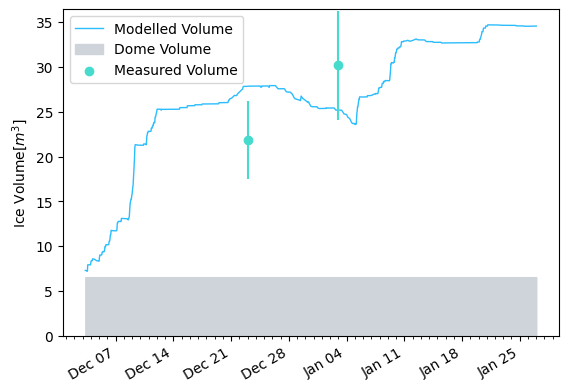 Modelled Volume
Dome Volume
Measured Volume
Ice Volume[m³]
35
30
25
20
15
10
5
0
Dec 07
Dec 14
Dec 21
Dec 28
Jan 04
Jan 11
Jan 18
Jan 25